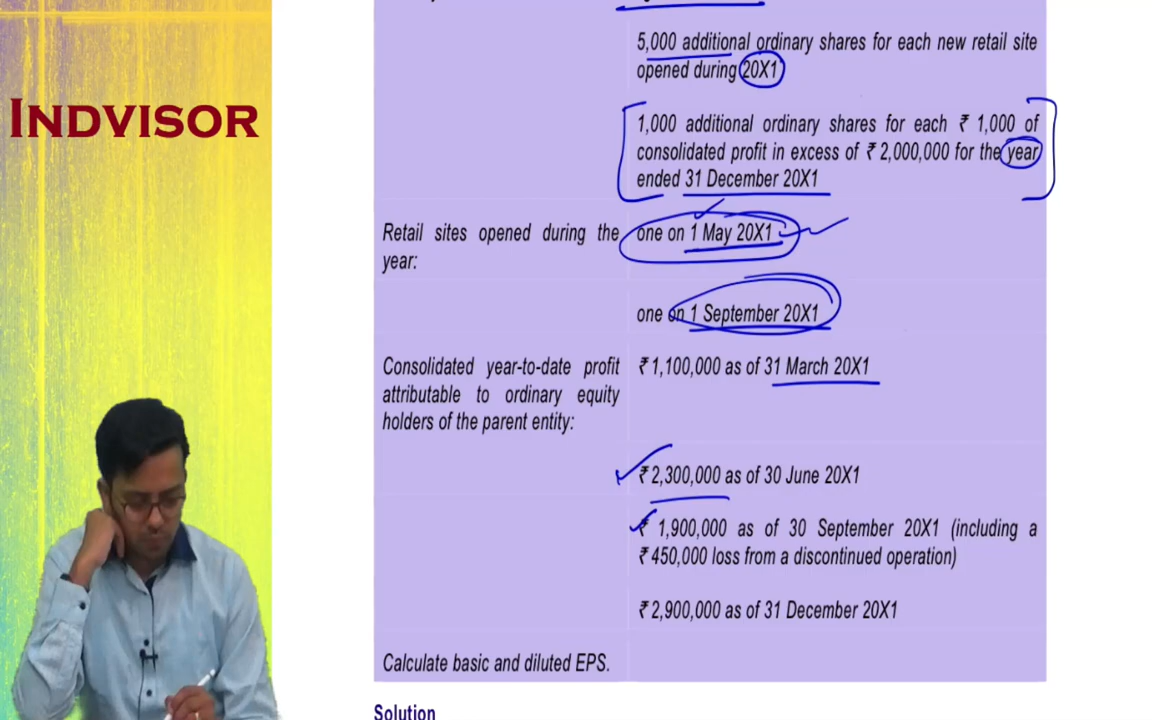 INDVISOR
5,000 additional ordinary shares for each new retail site
opened during 20X1
1,000 additional ordinary shares for each ₹ 1,000 of
consolidated profit in excess of ₹ 2,000,000 for the year
ended 31 December 20X1
Retail sites opened during the
year:
one on 1 May 20X1
one on 1 September 20X1
Consolidated year-to-date profit
attributable to ordinary equity
holders of the parent entity:
₹ 1,100,000 as of 31 March 20X1
₹ 2,300,000 as of 30 June 20X1
₹ 1,900,000 as of 30 September 20X1 (including a
₹ 450,000 loss from a discontinued operation)
₹ 2,900,000 as of 31 December 20X1
Calculate basic and diluted EPS.
Solution